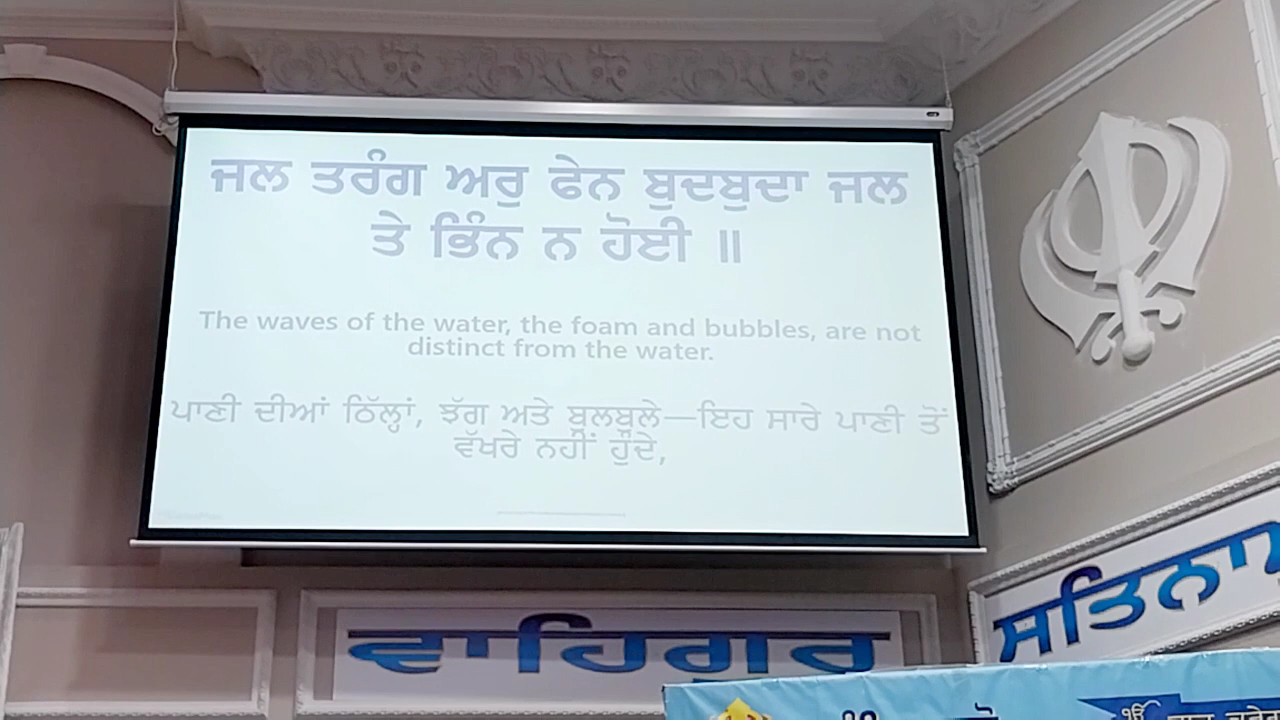 ਜਲ ਤਰੰਗ ਅਰੁ ਫੇਨ ਬੁਦਬੁਦਾ ਜਲ
ਤੇ ਭਿੰਨ ਨ ਹੋਈ ॥
The waves of the water, the foam and bubbles, are not
distinct from the water.
ਪਾਣੀ ਦੀਆਂ ਠਿੱਲ੍ਹਾਂ, ਝੱਗ ਅਤੇ ਬੁਲਬੁਲੇ—ਇਹ ਸਾਰੇ ਪਾਣੀ ਤੋਂ
ਵੱਖਰੇ ਨਹੀਂ ਹੁੰਦੇ,
ਵਾਹਿਗੁਰ
ਸਤਿਨਾਮ
ੴ